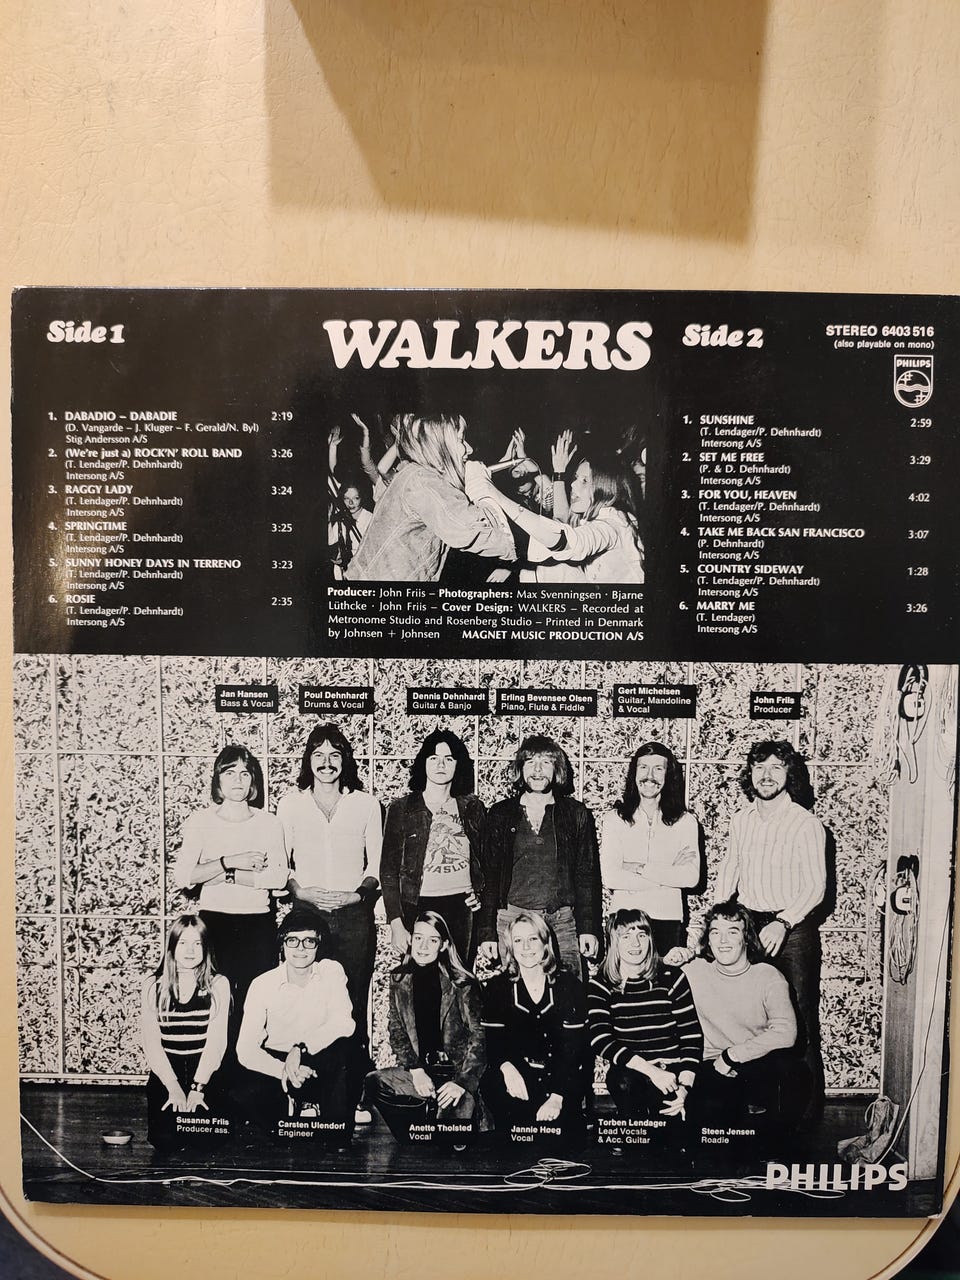 Side 1
WALKERS
Side 2
STEREO 6403 516
(also playable on mono)
PHILIPS
1. DABADIO – DABADIE 2:19
(D. Vangarde – J. Kluger – F. Gerald/N. Byl)
Stig Andersson A/S
2. (We're just a) ROCK'N' ROLL BAND 3:26
(T. Lendager/P. Dehnhardt)
Intersong A/S
3. RAGGY LADY 3:24
(T. Lendager/P. Dehnhardt)
Intersong A/S
4. SPRINGTIME 3:25
(T. Lendager/P. Dehnhardt)
Intersong A/S
5. SUNNY HONEY DAYS IN TERRENO 3:23
(T. Lendager/P. Dehnhardt)
Intersong A/S
6. ROSIE 2:35
(T. Lendager/P. Dehnhardt)
Intersong A/S
Producer: John Friis – Photographers: Max Svenningsen · Bjarne
Lüthcke · John Friis – Cover Design: WALKERS – Recorded at
Metronome Studio and Rosenberg Studio – Printed in Denmark
by Johnsen + Johnsen MAGNET MUSIC PRODUCTION A/S
1. SUNSHINE 2:59
(T. Lendager/P. Dehnhardt)
Intersong A/S
2. SET ME FREE 3:29
(P. & D. Dehnhardt)
Intersong A/S
3. FOR YOU, HEAVEN 4:02
(T. Lendager/P. Dehnhardt)
Intersong A/S
4. TAKE ME BACK SAN FRANCISCO 3:07
(P. Dehnhardt)
Intersong A/S
5. COUNTRY SIDEWAY 1:28
(T. Lendager/P. Dehnhardt)
Intersong A/S
6. MARRY ME 3:26
(T. Lendager)
Intersong A/S
Jan Hansen
Bass & Vocal
Poul Dehnhardt
Drums & Vocal
Dennis Dehnhardt
Guitar & Banjo
Erling Bevensee Olsen
Piano, Flute & Fiddle
Gert Michelsen
Guitar, Mandoline
& Vocal
John Friis
Producer
Susanne Friis
Producer ass.
Carsten Ulendorf
Engineer
Anette Tholsted
Vocal
Jannie Høeg
Vocal
Torben Lendager
Lead Vocals
& Acc. Guitar
Steen Jensen
Roadie
PHILIPS